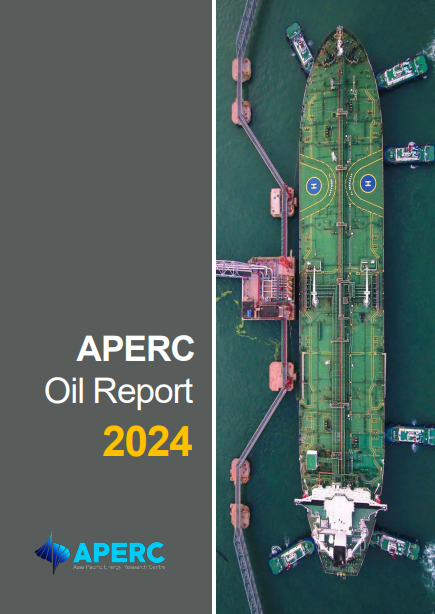 APERC
Oil Report
2024
APERC
Asia Pacific Energy Research Centre
H
H